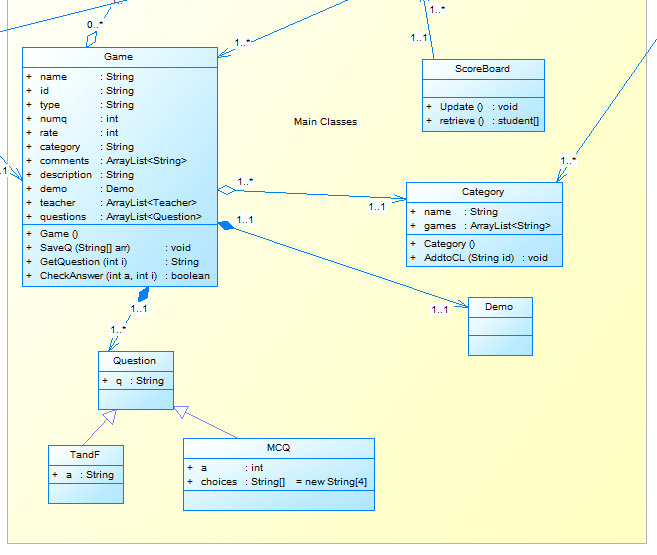 0..*
1..*
1..*
1..1
Game
+ name : String
+ id : String
+ type : String
+ numq : int
+ rate : int
+ category : String
+ comments : ArrayList<String>
+ description : String
+ demo : Demo
+ teacher : ArrayList<Teacher>
+ questions : ArrayList<Question>
+ Game ()
+ SaveQ (String[] arr) : void
+ GetQuestion (int i) : String
+ CheckAnswer (int a, int i) : boolean
ScoreBoard
+ Update () : void
+ retrieve () : student[]
Main Classes
.1
1..*
1..*
1..1
Category
+ name : String
+ games : ArrayList<String>
+ Category ()
+ AddtoCL (String id) : void
1..1
1..1
Demo
1..1
1..*
Question
+ q : String
TandF
+ a : String
MCQ
+ a : int
+ choices : String[] = new String[4]